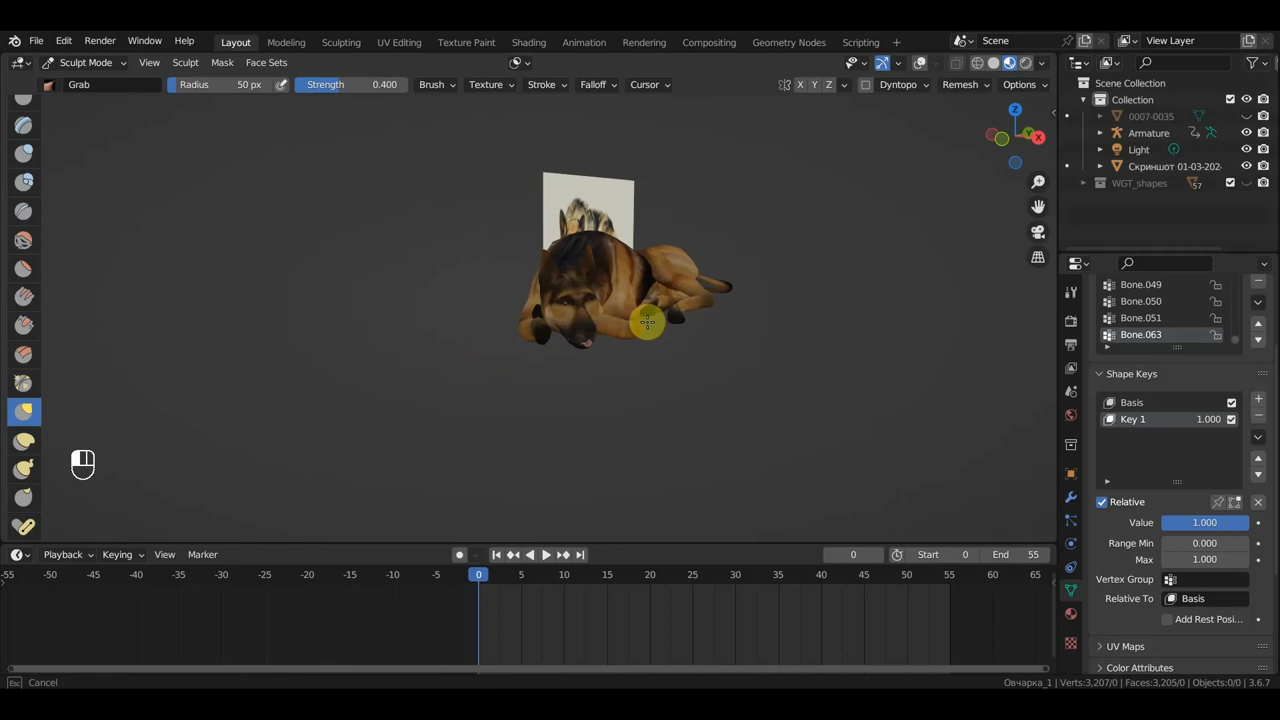 File Edit Render Window Help Layout Modeling Sculpting UV Editing Texture Paint Shading Animation Rendering Compositing Geometry Nodes Scripting + Scene View Layer
Sculpt Mode View Sculpt Mask Face Sets
Grab Radius 50 px Strength 0.400 Brush Texture Stroke Falloff Cursor X Y Z Dyntopo Remesh Options
Z
Y
X
Scene Collection
Collection
0007-0035
Armature
Light
Скриншот 01-03-202
WGT_shapes 57
Bone.049
Bone.050
Bone.051
Bone.063
Shape Keys
Basis
Key 1 1.000
Relative
Value 1.000
Range Min 0.000
Max 1.000
Vertex Group
Relative To Basis
Add Rest Posi...
UV Maps
Color Attributes
Playback Keying View Marker 0 Start 0 End 55
-55 -50 -45 -40 -35 -30 -25 -20 -15 -10 -5 0 5 10 15 20 25 30 35 40 45 50 55 60 65
Esc Cancel Овчарка_1 | Verts:3,207/0 | Faces:3,205/0 | Objects:0/0 | 3.6.7